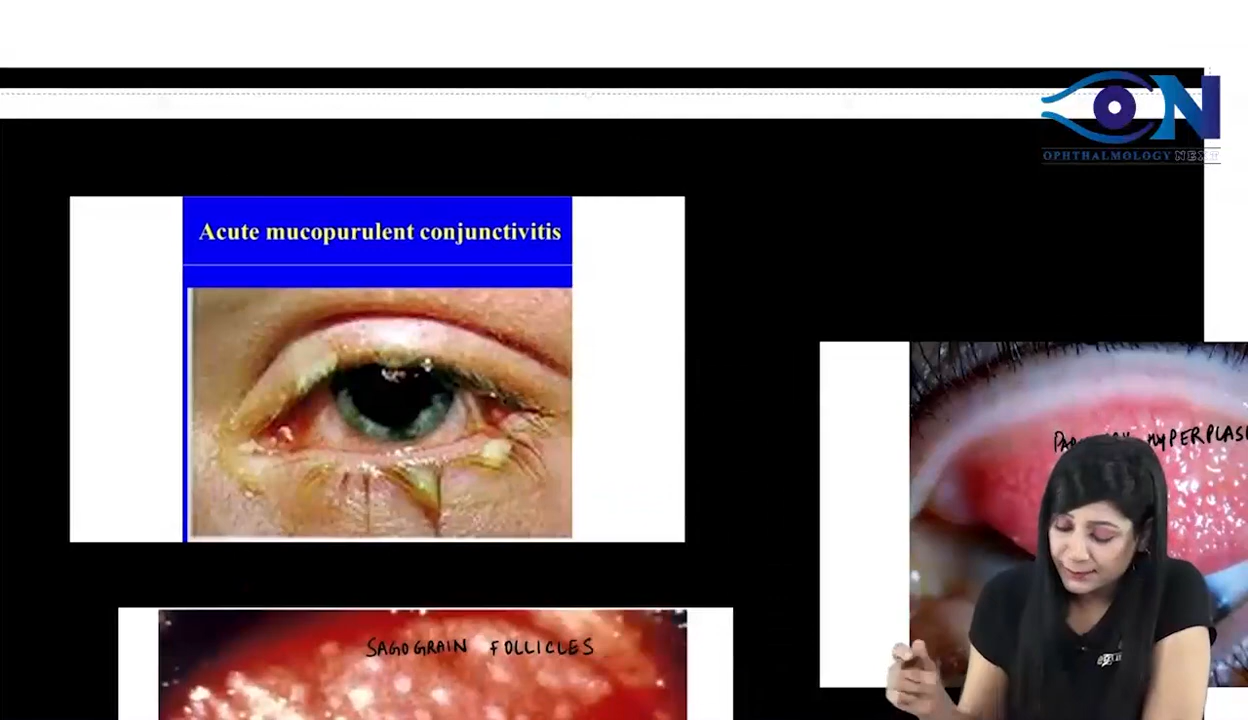 OPHTHALMOLOGY NEXT
Acute mucopurulent conjunctivitis
HYPERPLAS
SAGOGRAIN FOLLICLES